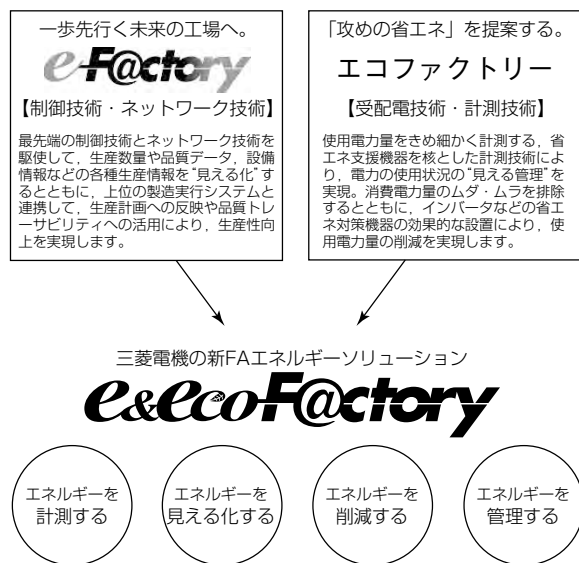 一歩先行く未来の工場へ。
e-F@ctory
【制御技術・ネットワーク技術】
最先端の制御技術とネットワーク技術を
駆使して，生産数量や品質データ，設備
情報などの各種生産情報を“見える化”す
るとともに，上位の製造実行システムと
連携して，生産計画への反映や品質トレ
ーサビリティへの活用により，生産性向
上を実現します。
「攻めの省エネ」を提案する。
エコファクトリー
【受配電技術・計測技術】
使用電力量をきめ細かく計測する，省
エネ支援機器を核とした計測技術によ
り，電力の使用状況の“見える管理”を
実現。消費電力量のムダ・ムラを排除
するとともに，インバータなどの省エ
ネ対策機器の効果的な設置により，使
用電力量の削減を実現します。
三菱電機の新FAエネルギーソリューション
e&ecoF@ctory
エネルギーを
計測する
エネルギーを
見える化する
エネルギーを
削減する
エネルギーを
管理する